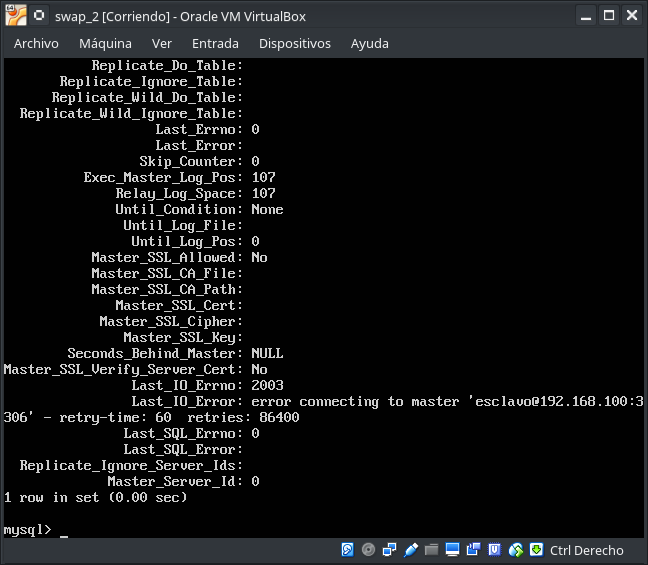 swap_2 [Corriendo] - Oracle VM VirtualBox
Archivo Máquina Ver Entrada Dispositivos Ayuda
Replicate_Do_Table:
Replicate_Ignore_Table:
Replicate_Wild_Do_Table:
Replicate_Wild_Ignore_Table:
Last_Errno: 0
Last_Error:
Skip_Counter: 0
Exec_Master_Log_Pos: 107
Relay_Log_Space: 107
Until_Condition: None
Until_Log_File:
Until_Log_Pos: 0
Master_SSL_Allowed: No
Master_SSL_CA_File:
Master_SSL_CA_Path:
Master_SSL_Cert:
Master_SSL_Cipher:
Master_SSL_Key:
Seconds_Behind_Master: NULL
Master_SSL_Verify_Server_Cert: No
Last_IO_Errno: 2003
Last_IO_Error: error connecting to master 'esclavo@192.168.100:3
306' - retry-time: 60  retries: 86400
Last_SQL_Errno: 0
Last_SQL_Error:
Replicate_Ignore_Server_Ids:
Master_Server_Id: 0
1 row in set (0.00 sec)
mysql> _
Ctrl Derecho